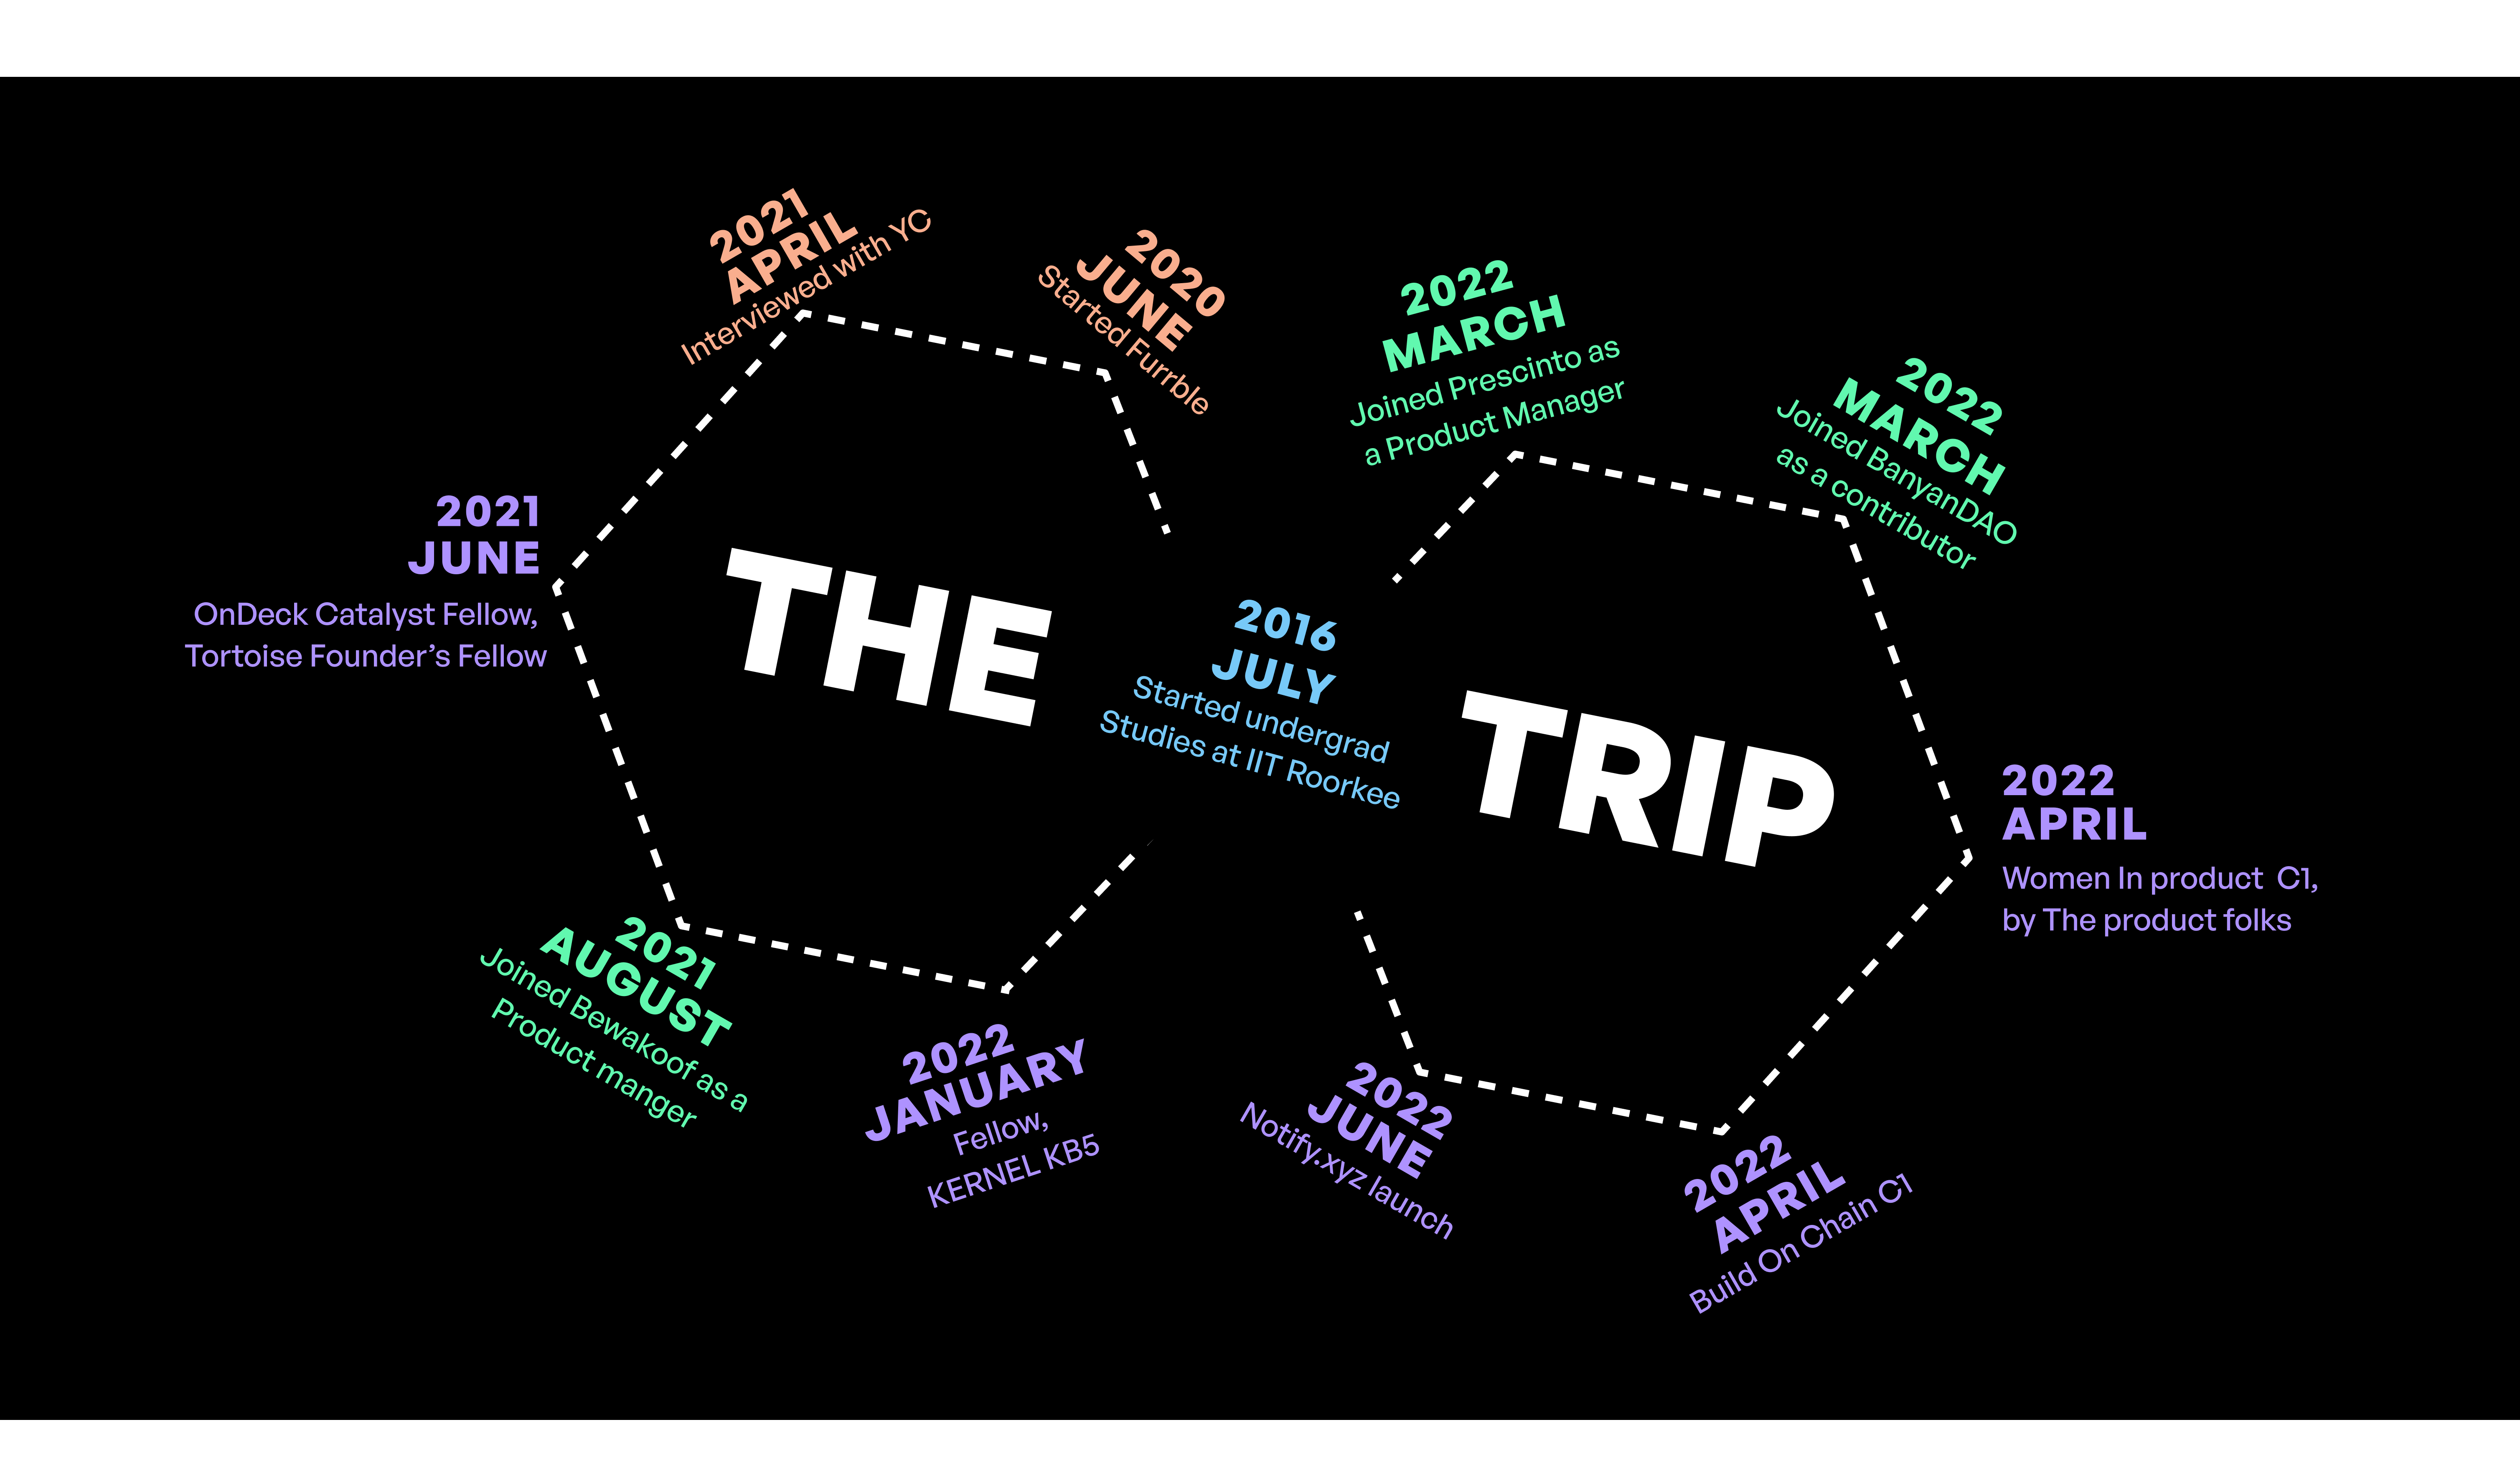 2021
APRIL
Interviewed with YC
2020
JUNE
Started Furrble
2022
MARCH
Joined Prescinto as
a Product Manager
2022
MARCH
Joined BanyanDAO
as a contributor
2021
JUNE
OnDeck Catalyst Fellow,
Tortoise Founder’s Fellow
THE
2016
JULY
Started undergrad
Studies at IIT Roorkee
TRIP
2022
APRIL
Women In product C1,
by The product folks
2021
AUGUST
Joined Bewakoof as a
Product manger
2022
JANUARY
Fellow,
KERNEL KB5
2022
JUNE
Notify.xyz launch
2022
APRIL
Build On Chain C1